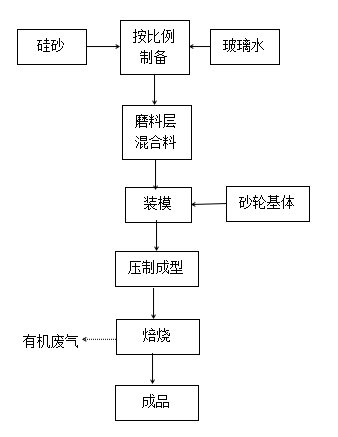 硅砂
按比例
制备
玻璃水
磨料层
混合料
装模
砂轮基体
压制成型
焙烧
有机废气
成品